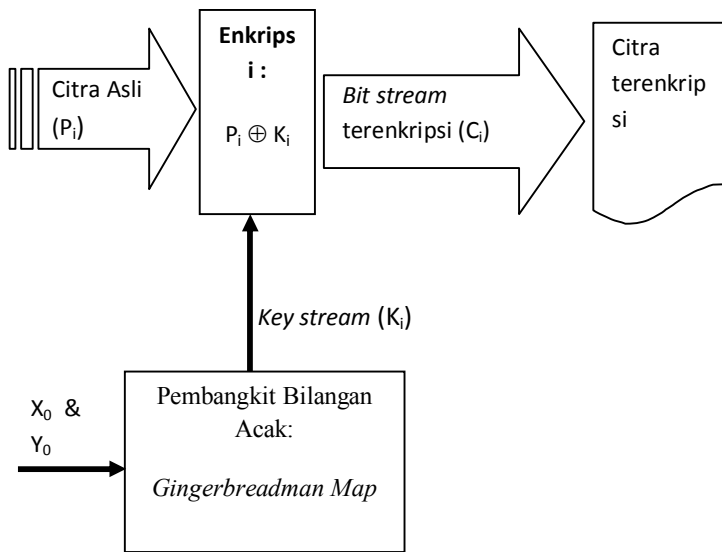 Citra Asli
(Pᵢ)
Enkrips
i :
Pᵢ ⊕ Kᵢ
Bit stream
terenkripsi (Cᵢ)
Citra
terenkrip
si
Key stream (Kᵢ)
X₀ &
Y₀
Pembangkit Bilangan
Acak:
Gingerbreadman Map